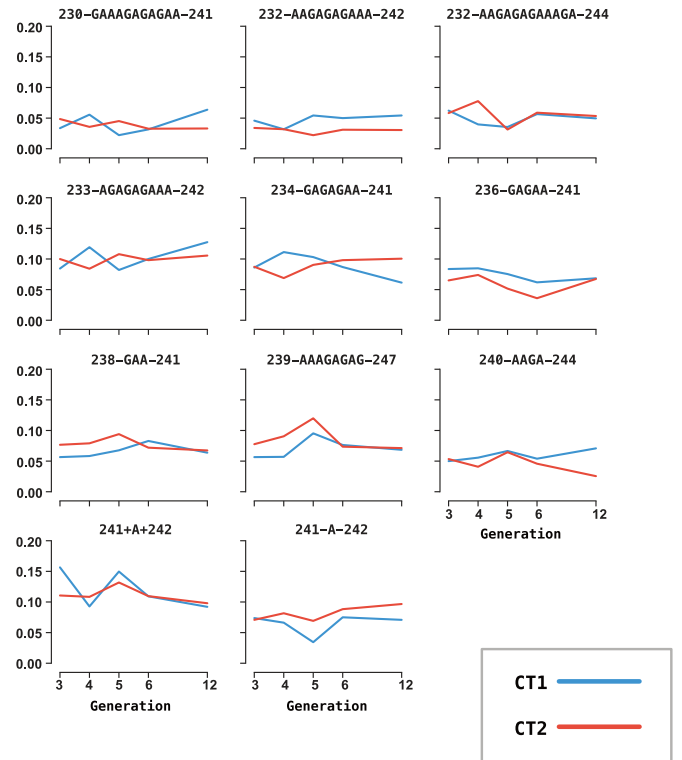 230-GAAAGAGAGAA-241 232-AAGAGAGAAA-242 232-AAGAGAGAAAGA-244
0.20
0.15
0.10
0.05
0.00
233-AGAGAGAAA-242 234-GAGAGAA-241 236-GAGAA-241
0.20
0.15
0.10
0.05
0.00
238-GAA-241 239-AAAGAGAG-247 240-AAGA-244
0.20
0.15
0.10
0.05
0.00
3 4 5 6 12
Generation
241+A+242 241-A-242
0.20
0.15
0.10
0.05
0.00
3 4 5 6 12 3 4 5 6 12
Generation Generation
CT1
CT2